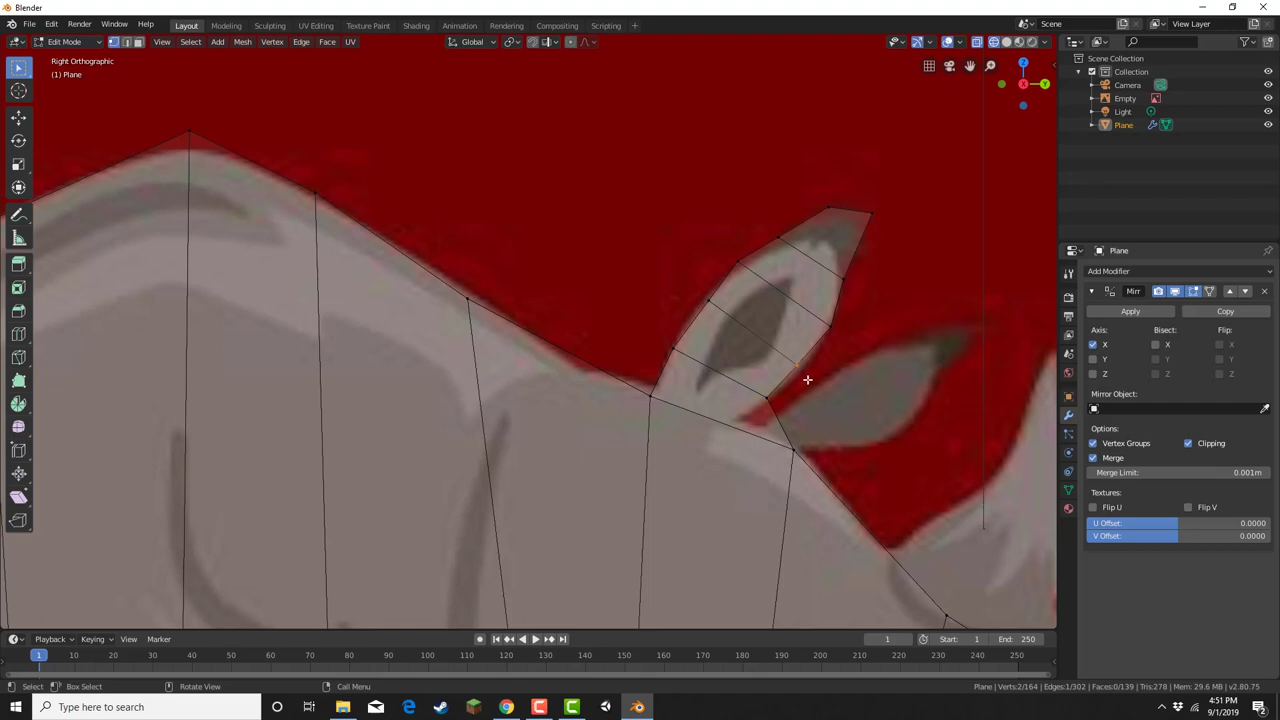 Blender
File Edit Render Window Help Layout Modeling Sculpting UV Editing Texture Paint Shading Animation Rendering Compositing Scripting Scene View Layer
Edit Mode View Select Add Mesh Vertex Edge Face UV Global
Right Orthographic
(1) Plane
Z
Y
Scene Collection
Collection
Camera
Empty
Light
Plane
Plane
Add Modifier
Mirr
Apply Copy
Axis: Bisect: Flip:
X X X
Y Y Y
Z Z Z
Mirror Object:
Options:
Vertex Groups Clipping
Merge
Merge Limit: 0.001m
Textures:
Flip U Flip V
U Offset: 0.0000
V Offset: 0.0000
Playback Keying View Marker 1 Start: 1 End: 250
1 10 20 30 40 50 60 70 80 90 100 110 120 130 140 150 160 170 180 190 200 210 220 230 240 250
Select Box Select Rotate View Call Menu Plane | Verts:2/164 | Edges:1/302 | Faces:0/139 | Tris:278 | Mem: 29.6 MB | v2.80.75
Type here to search 4:51 PM
9/1/2019